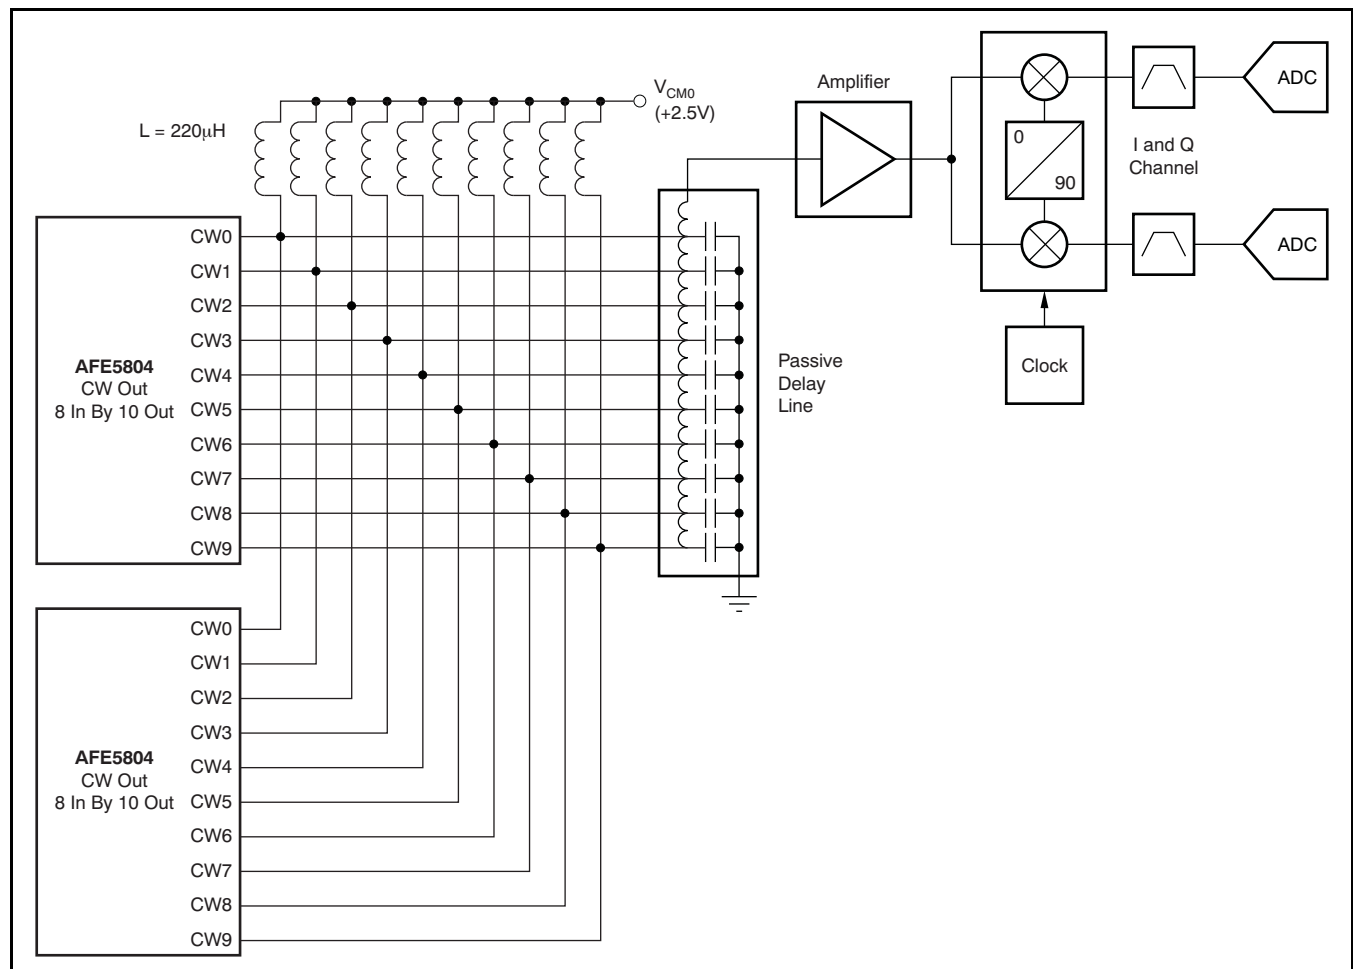 L = 220μH
V_CM0
(+2.5V)
Amplifier
0
90
I and Q
Channel
ADC
ADC
Clock
Passive
Delay
Line
AFE5804
CW Out
8 In By 10 Out
CW0
CW1
CW2
CW3
CW4
CW5
CW6
CW7
CW8
CW9
AFE5804
CW Out
8 In By 10 Out
CW0
CW1
CW2
CW3
CW4
CW5
CW6
CW7
CW8
CW9